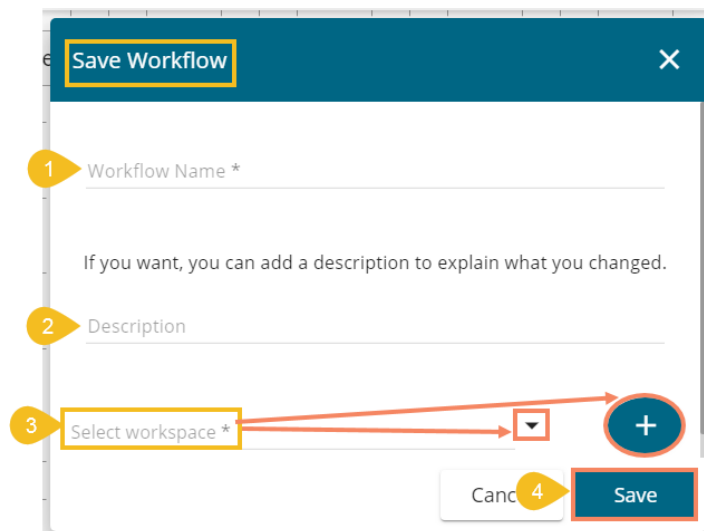 e
Save Workflow
1
Workflow Name *
If you want, you can add a description to explain what you changed.
2
Description
3
Select workspace *
+
Canc
4
Save